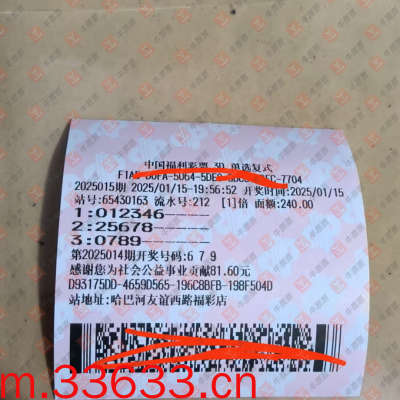 中国福利彩票 3D 单选复式
7704
2025015期 2025/01/15-19:56:52 开奖时间:2025/01/15
站号:65430163 流水号:212 [1]倍 面额:240.00
1:012346-----
2:25678-----
3:0789-----
第2025014期开奖号码:6 7 9
感谢您为社会公益事业贡献81.60元
D93175DD-4659D565-196C8BFB-198F504D
站地址:哈巴河友谊西路福彩店
m.33633.cn